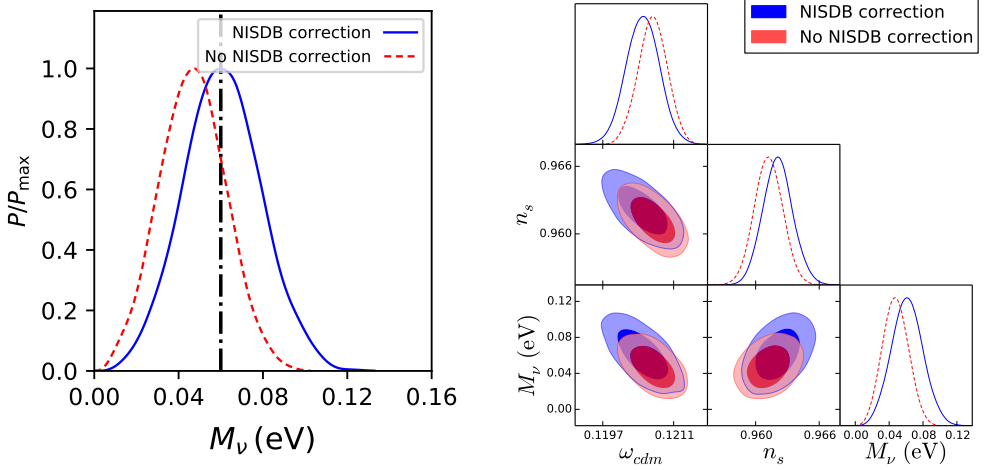 NISDB correction
No NISDB correction
1.0
0.8
0.6
0.4
0.2
0.0
P/P_max
0.00 0.04 0.08 0.12 0.16
M_ν (eV)
NISDB correction
No NISDB correction
0.966
0.960
n_s
0.12
0.08
0.04
0.00
M_ν (eV)
0.1197 0.1211
ω_cdm
0.960 0.966
n_s
0.00 0.04 0.08 0.12
M_ν (eV)